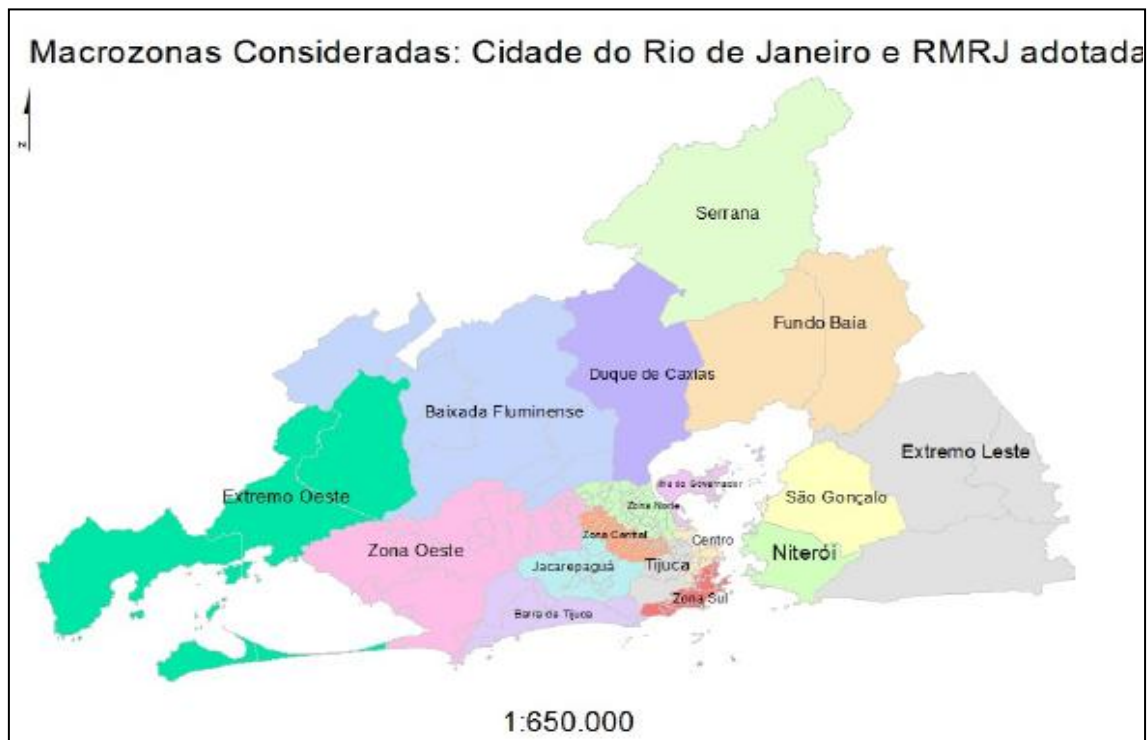 Macrozonas Consideradas: Cidade do Rio de Janeiro e RMRJ adotada
N
Serrana
Fundo Baia
Duque de Caxias
Baixada Fluminense
Extremo Leste
Ilha do Governador
Extremo Oeste
São Gonçalo
Zona Norte
Zona Central
Centro
Zona Oeste
Niterói
Jacarepaguá
Tijuca
Zona Sul
Barra da Tijuca
1:650.000